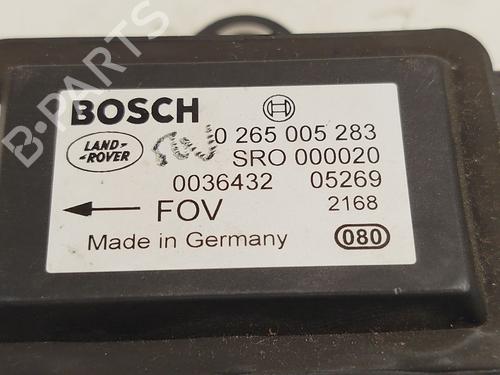 B-PARTS
BOSCH
LAND-
-ROVER
0 265 005 283
SRO 000020
0036432 05269
FOV 2168
Made in Germany 080